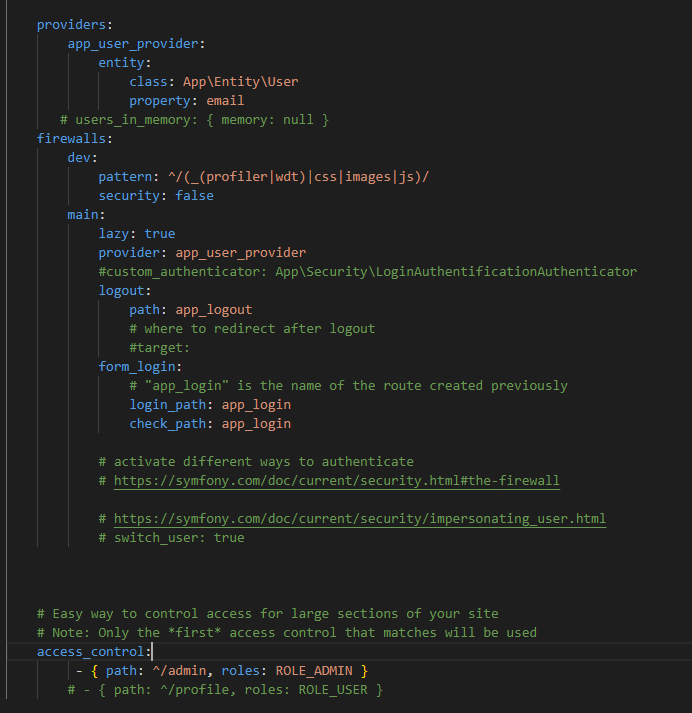 providers:
app_user_provider:
entity:
class: App\Entity\User
property: email
# users_in_memory: { memory: null }
firewalls:
dev:
pattern: ^/(_(profiler|wdt)|css|images|js)/
security: false
main:
lazy: true
provider: app_user_provider
#custom_authenticator: App\Security\LoginAuthentificationAuthenticator
logout:
path: app_logout
# where to redirect after logout
#target:
form_login:
# "app_login" is the name of the route created previously
login_path: app_login
check_path: app_login
# activate different ways to authenticate
# https://symfony.com/doc/current/security.html#the-firewall
# https://symfony.com/doc/current/security/impersonating_user.html
# switch_user: true
# Easy way to control access for large sections of your site
# Note: Only the *first* access control that matches will be used
access_control:
- { path: ^/admin, roles: ROLE_ADMIN }
# - { path: ^/profile, roles: ROLE_USER }